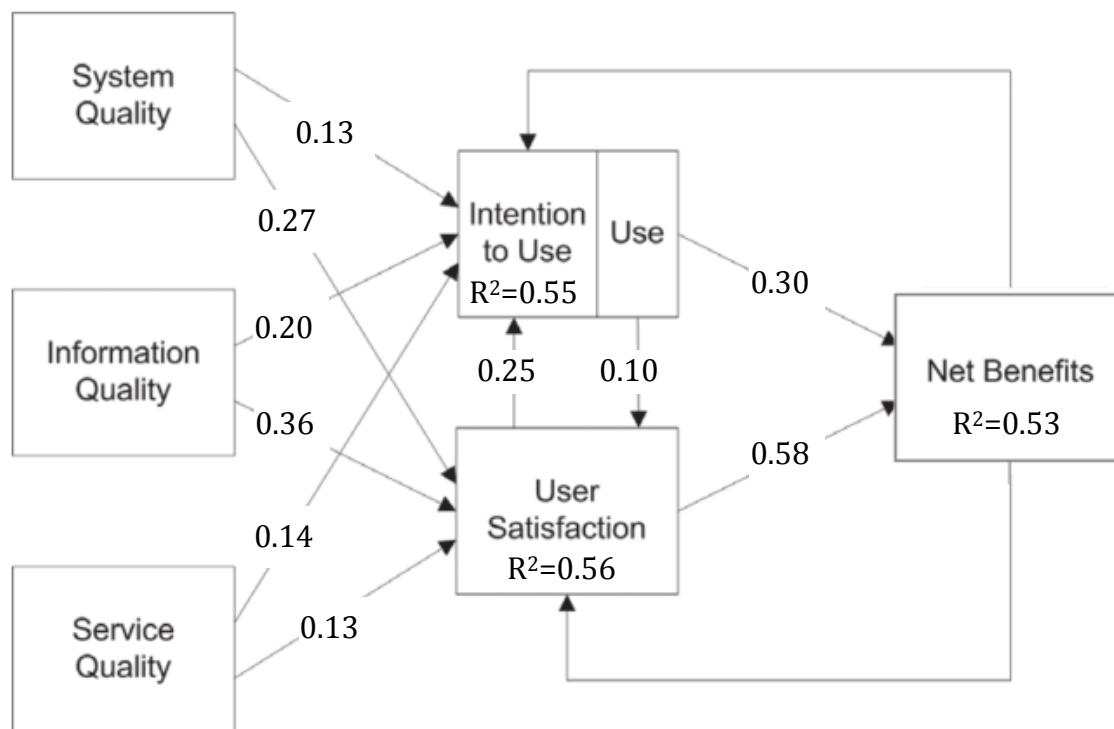 System
Quality
0.13
0.27
Intention
to Use
R²=0.55
Use
0.30
Information
Quality
0.20
0.36
0.25
0.10
Net Benefits
R²=0.53
User
Satisfaction
R²=0.56
0.58
0.14
Service
Quality
0.13